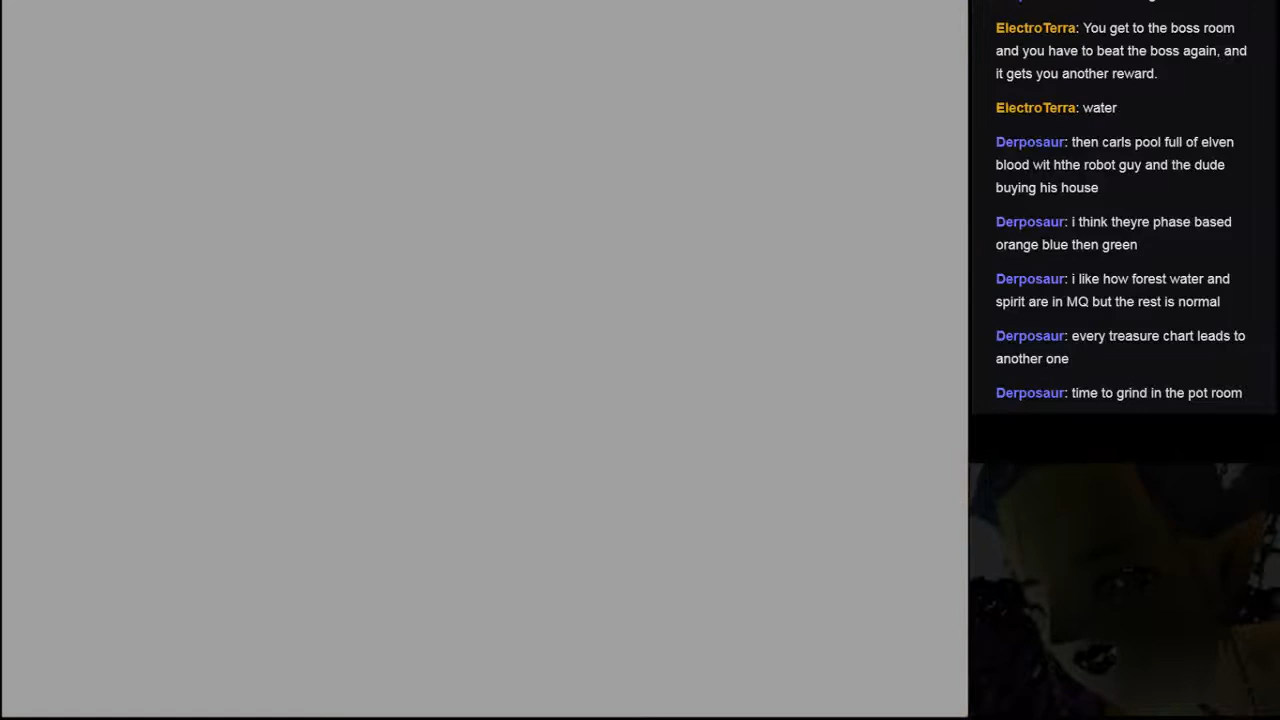 ElectroTerra: You get to the boss room
and you have to beat the boss again, and
it gets you another reward.
ElectroTerra: water
Derposaur: then carls pool full of elven
blood wit hthe robot guy and the dude
buying his house
Derposaur: i think theyre phase based
orange blue then green
Derposaur: i like how forest water and
spirit are in MQ but the rest is normal
Derposaur: every treasure chart leads to
another one
Derposaur: time to grind in the pot room